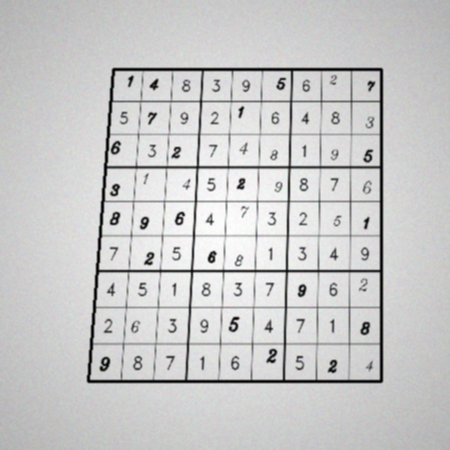 1 4 8 3 9 5 6 2 7
5 7 9 2 1 6 4 8 3
6 3 2 7 4 8 1 9 5
3 1 4 5 2 9 8 7 6
8 9 6 4 7 3 2 5 1
7 2 5 6 8 1 3 4 9
4 5 1 8 3 7 9 6 2
2 6 3 9 5 4 7 1 8
9 8 7 1 6 2 5 2 4